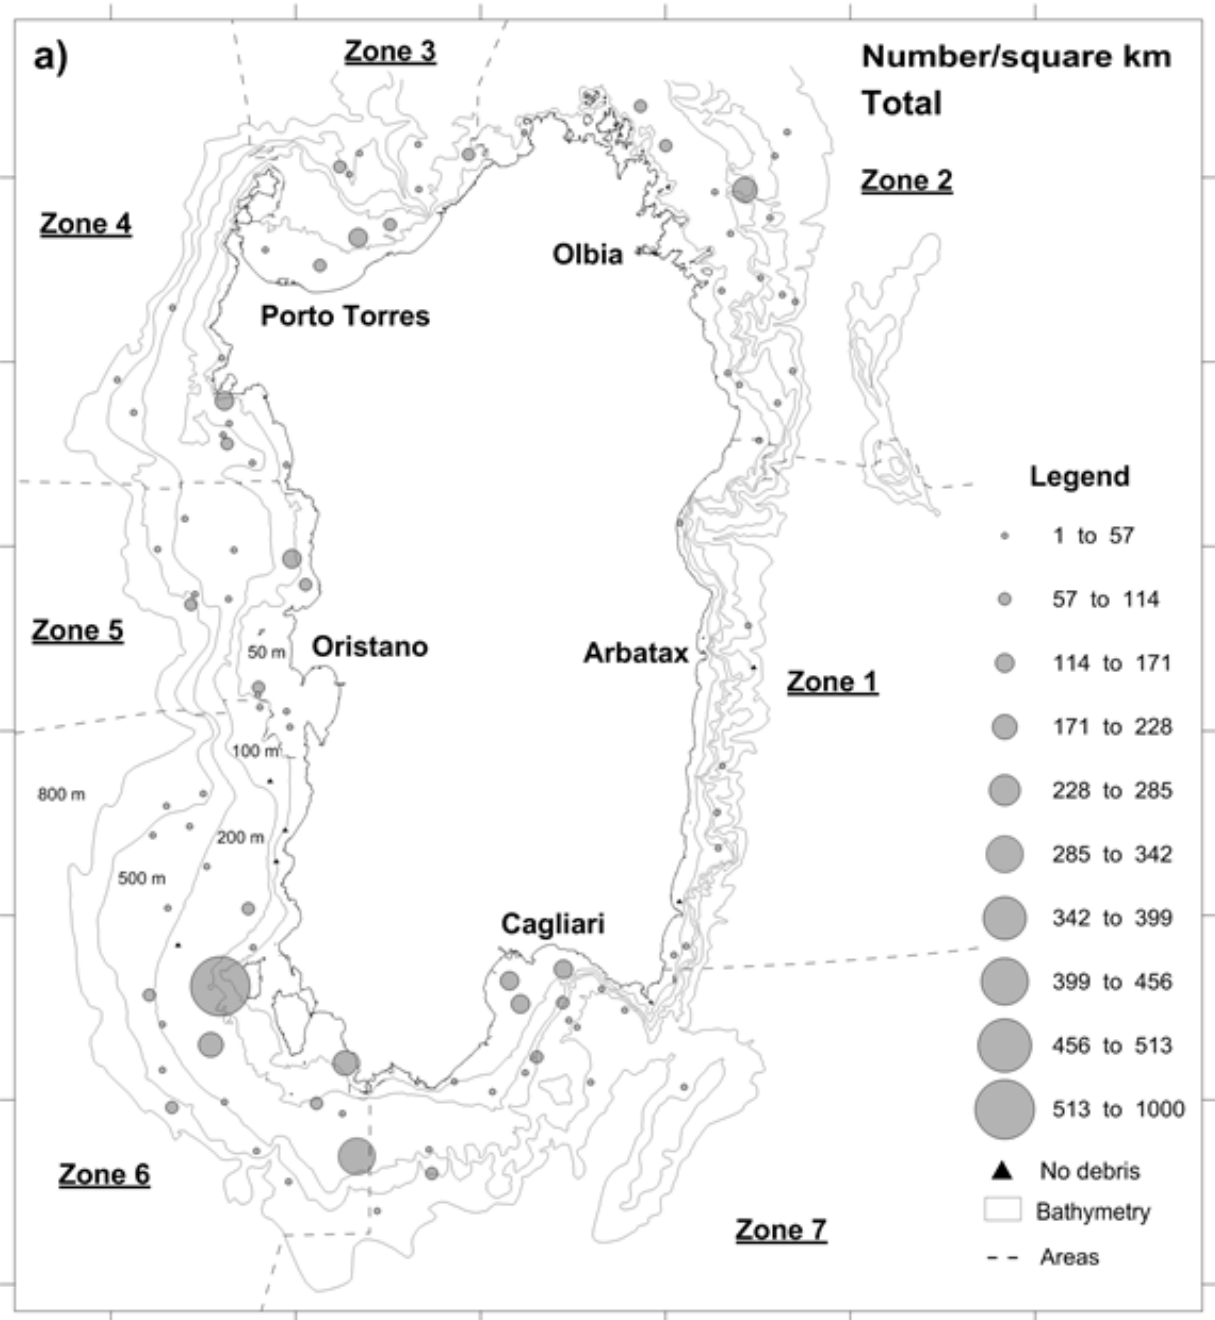 a)
Zone 3
Number/square km
Total
Zone 2
Zone 4
Olbia
Porto Torres
Legend
1 to 57
57 to 114
Zone 5
Oristano
50 m
Arbatax
114 to 171
Zone 1
171 to 228
100 m
800 m
228 to 285
200 m
285 to 342
500 m
Cagliari
342 to 399
399 to 456
456 to 513
513 to 1000
No debris
Zone 6
Bathymetry
Zone 7
Areas